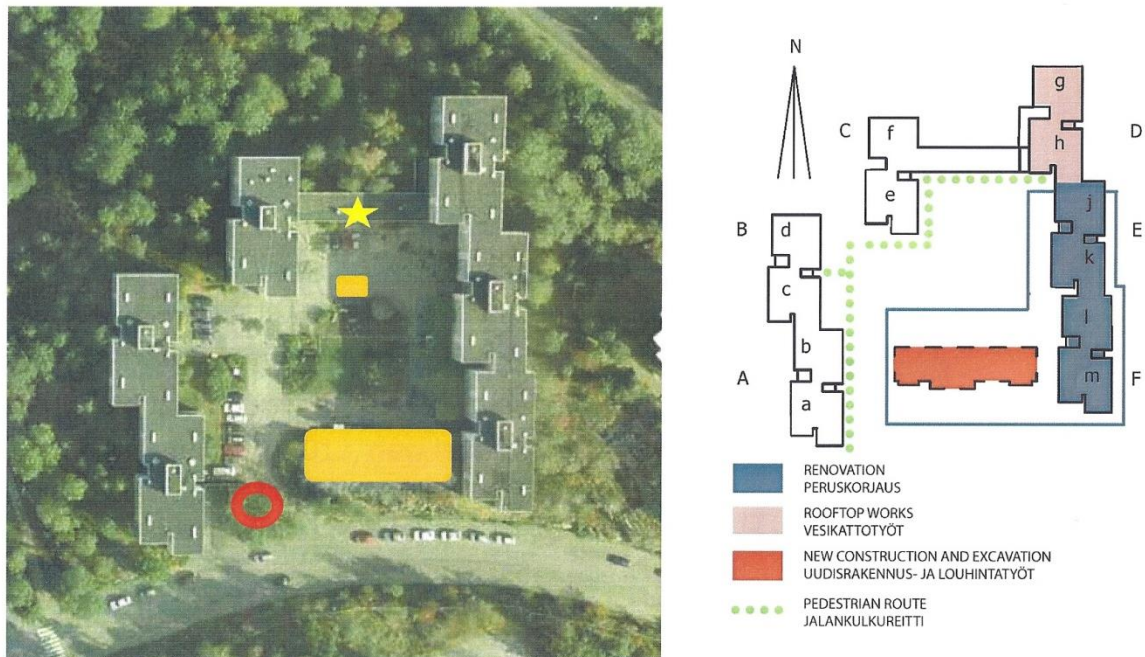 N
g
C
f
D
h
e
j
B
d
E
k
c
l
b
A
m
F
a
RENOVATION
PERUSKORJAUS
ROOFTOP WORKS
VESIKATTOTYÖT
NEW CONSTRUCTION AND EXCAVATION
UUDISRAKENNUS- JA LOUHINTATYÖT
PEDESTRIAN ROUTE
JALANKULKUREITTI